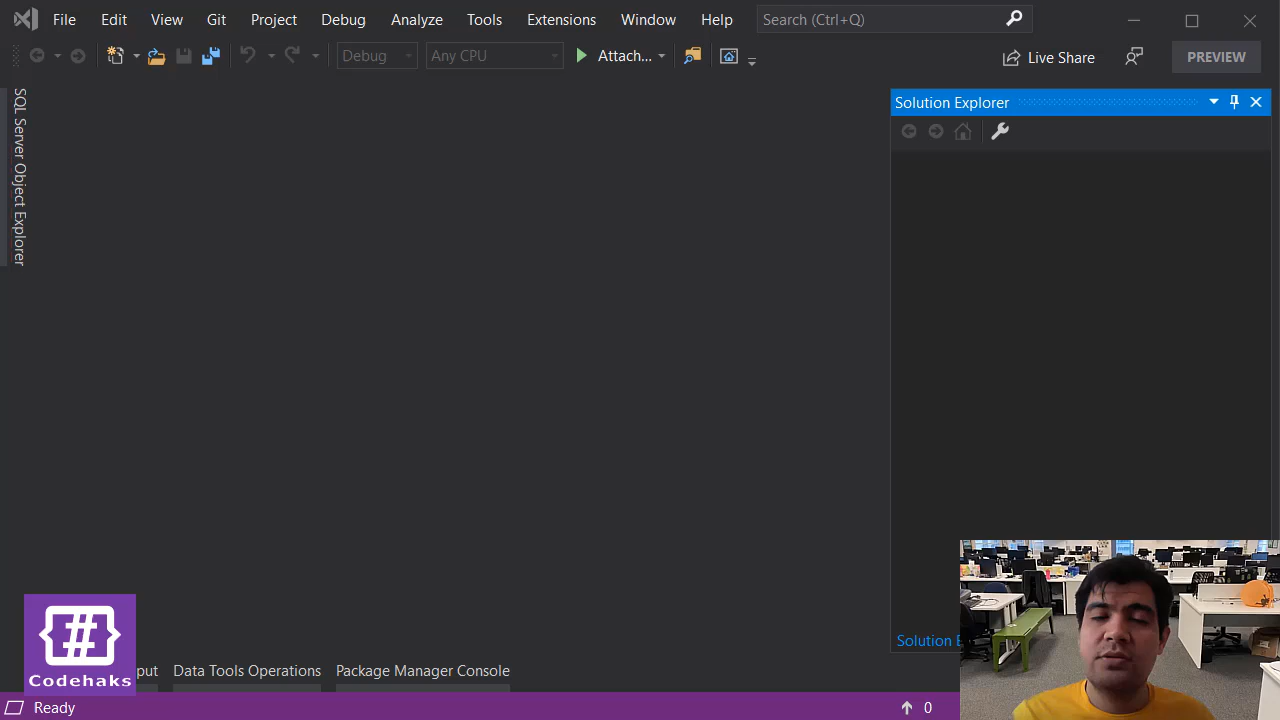 File Edit View Git Project Debug Analyze Tools Extensions Window Help Search (Ctrl+Q)
Debug Any CPU Attach... Live Share PREVIEW
SQL Server Object Explorer
Solution Explorer
Solution E
{#}
Codehaks
put Data Tools Operations Package Manager Console
Ready 0